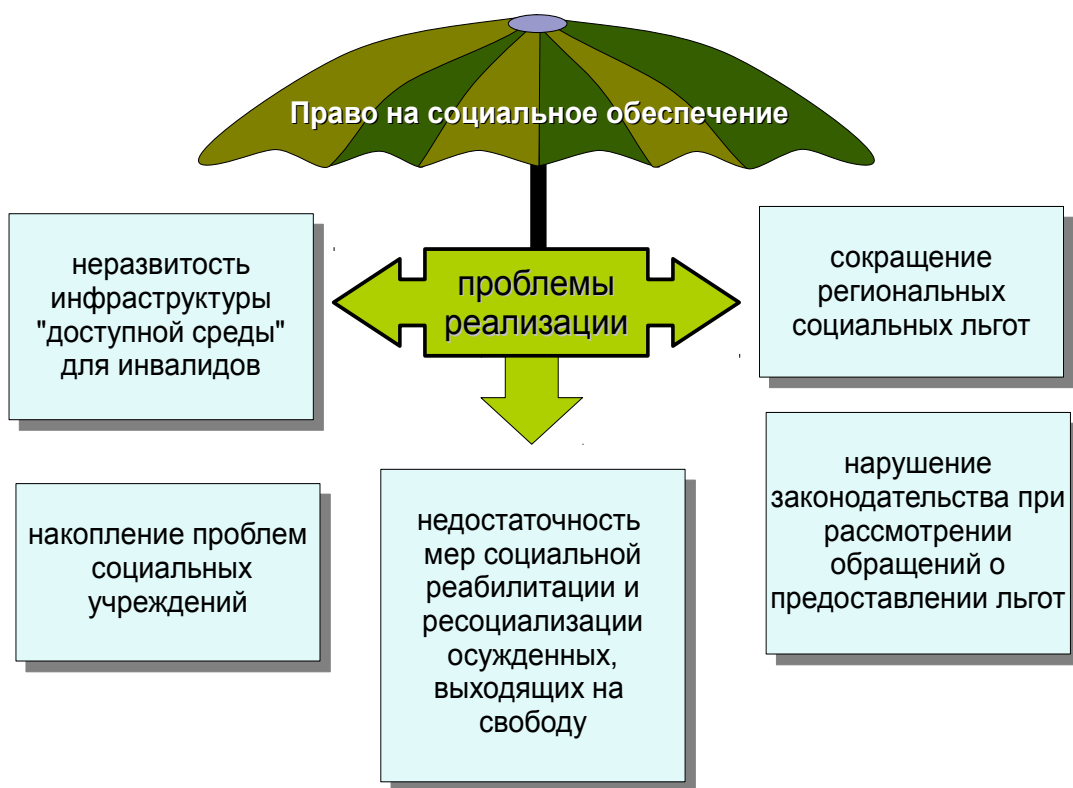 Право на социальное обеспечение
проблемы
реализации
неразвитость
инфраструктуры
"доступной среды"
для инвалидов
сокращение
региональных
социальных льгот
накопление проблем
социальных
учреждений
недостаточность
мер социальной
реабилитации и
ресоциализации
осужденных,
выходящих на
свободу
нарушение
законодательства при
рассмотрении
обращений о
предоставлении льгот